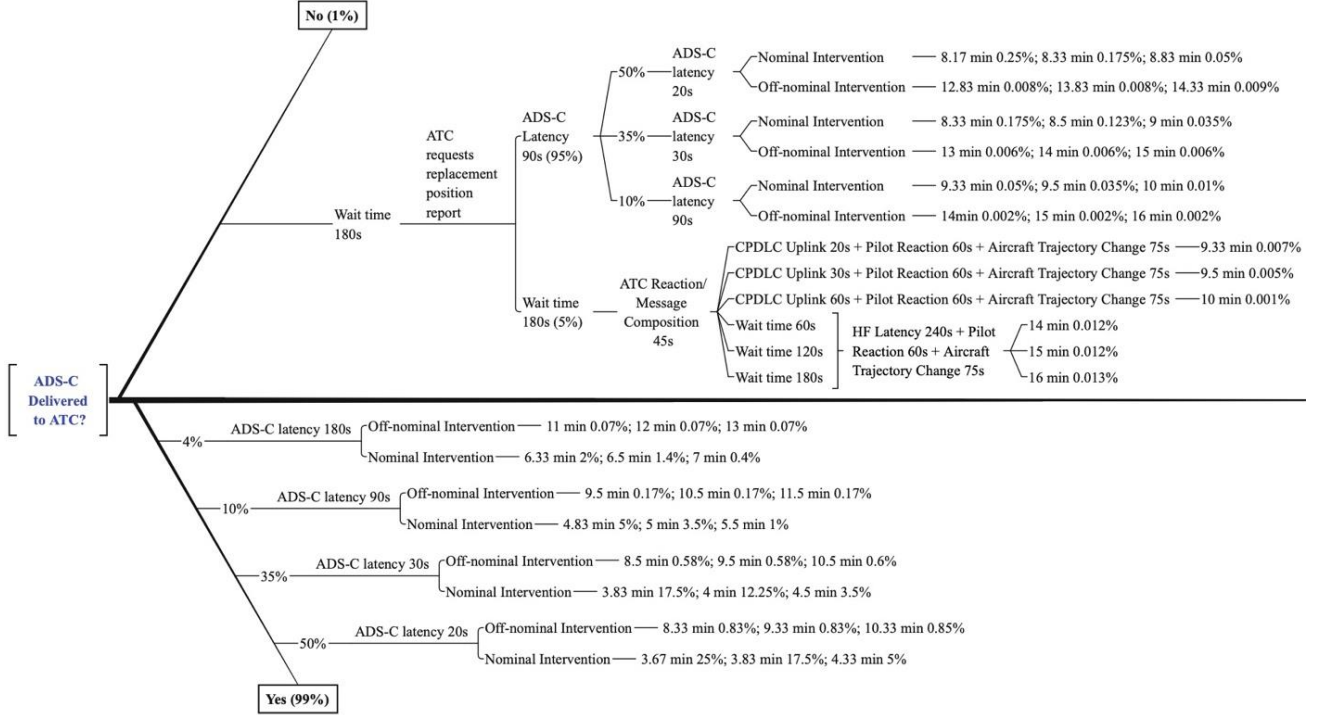 No (1%)
ADS-C
Delivered
to ATC?
Wait time
180s
ATC
requests
replacement
position
report
ADS-C
Latency
90s (95%)
50%
ADS-C
latency
20s
Nominal Intervention
8.17 min 0.25%; 8.33 min 0.175%; 8.83 min 0.05%
Off-nominal Intervention
12.83 min 0.008%; 13.83 min 0.008%; 14.33 min 0.009%
35%
ADS-C
latency
30s
Nominal Intervention
8.33 min 0.175%; 8.5 min 0.123%; 9 min 0.035%
Off-nominal Intervention
13 min 0.006%; 14 min 0.006%; 15 min 0.006%
10%
ADS-C
latency
90s
Nominal Intervention
9.33 min 0.05%; 9.5 min 0.035%; 10 min 0.01%
Off-nominal Intervention
14min 0.002%; 15 min 0.002%; 16 min 0.002%
Wait time
180s (5%)
ATC Reaction/
Message
Composition
45s
CPDLC Uplink 20s + Pilot Reaction 60s + Aircraft Trajectory Change 75s
9.33 min 0.007%
CPDLC Uplink 30s + Pilot Reaction 60s + Aircraft Trajectory Change 75s
9.5 min 0.005%
CPDLC Uplink 60s + Pilot Reaction 60s + Aircraft Trajectory Change 75s
10 min 0.001%
Wait time 60s
Wait time 120s
Wait time 180s
HF Latency 240s + Pilot
Reaction 60s + Aircraft
Trajectory Change 75s
14 min 0.012%
15 min 0.012%
16 min 0.013%
4%
ADS-C latency 180s
Off-nominal Intervention
11 min 0.07%; 12 min 0.07%; 13 min 0.07%
Nominal Intervention
6.33 min 2%; 6.5 min 1.4%; 7 min 0.4%
10%
ADS-C latency 90s
Off-nominal Intervention
9.5 min 0.17%; 10.5 min 0.17%; 11.5 min 0.17%
Nominal Intervention
4.83 min 5%; 5 min 3.5%; 5.5 min 1%
35%
ADS-C latency 30s
Off-nominal Intervention
8.5 min 0.58%; 9.5 min 0.58%; 10.5 min 0.6%
Nominal Intervention
3.83 min 17.5%; 4 min 12.25%; 4.5 min 3.5%
50%
ADS-C latency 20s
Off-nominal Intervention
8.33 min 0.83%; 9.33 min 0.83%; 10.33 min 0.85%
Nominal Intervention
3.67 min 25%; 3.83 min 17.5%; 4.33 min 5%
Yes (99%)